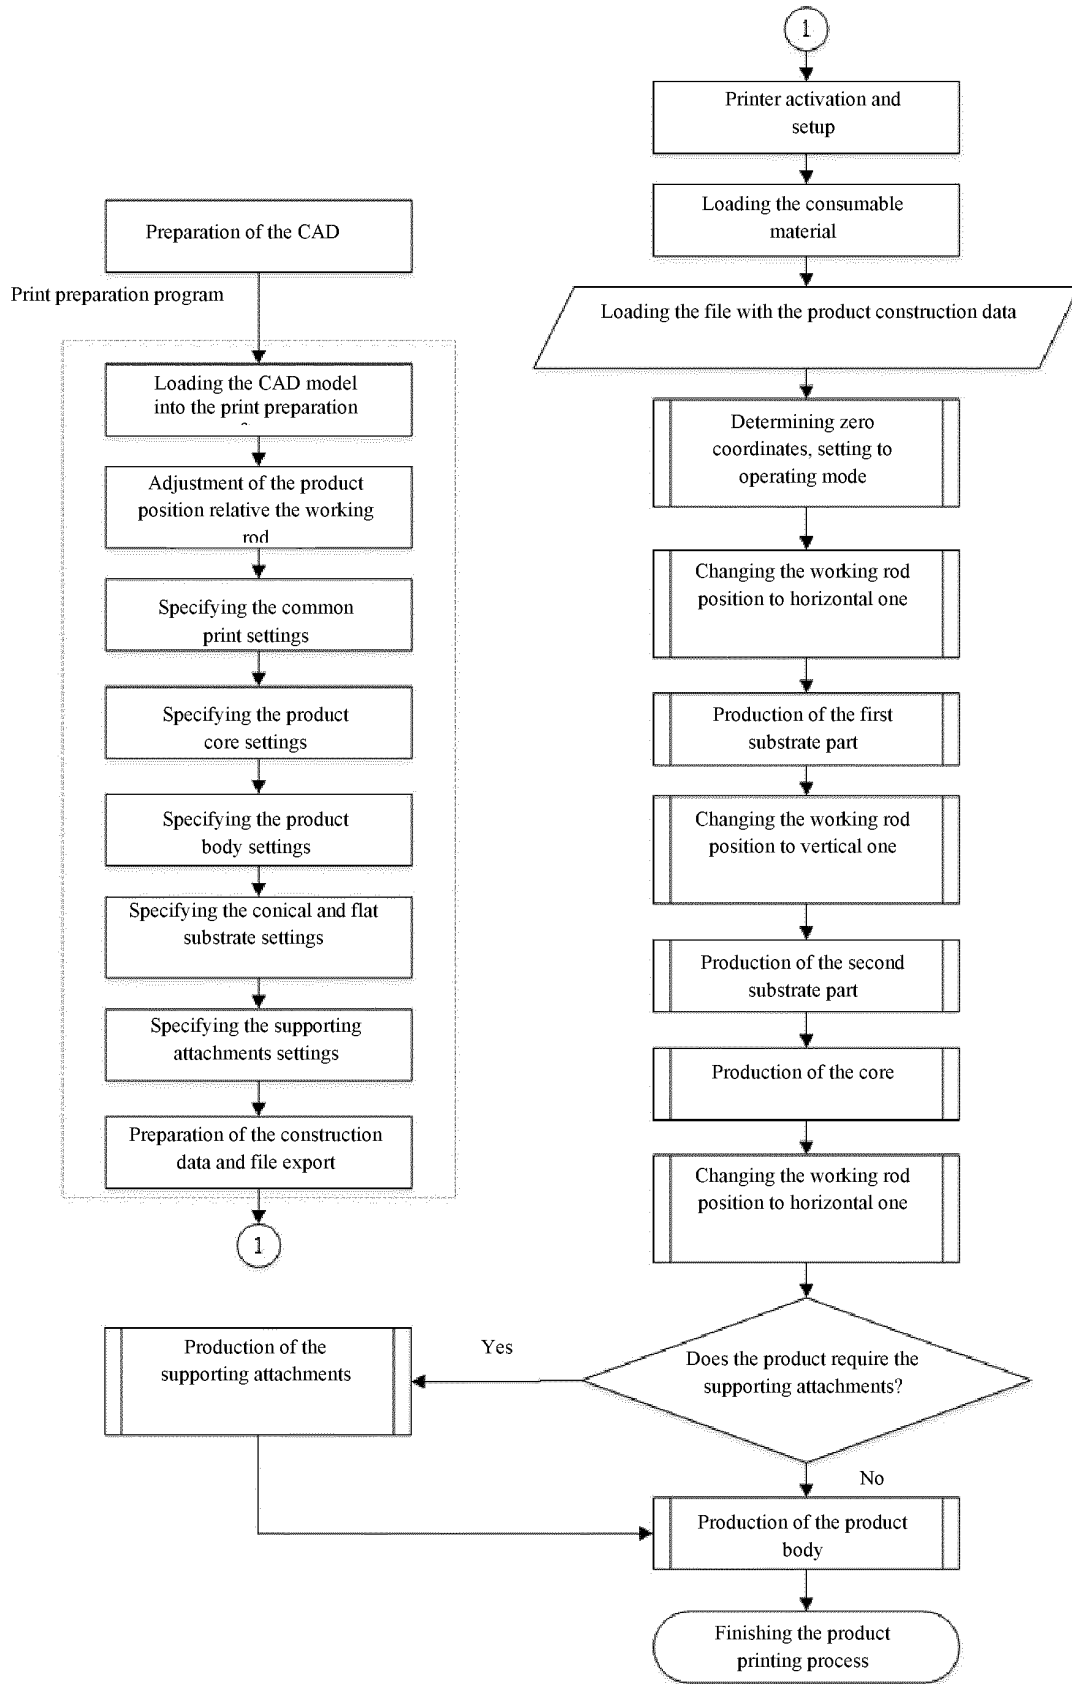 Preparation of the CAD
Print preparation program
Loading the CAD model
into the print preparation
Adjustment of the product
position relative the working
rod
Specifying the common
print settings
Specifying the product
core settings
Specifying the product
body settings
Specifying the conical and flat
substrate settings
Specifying the supporting
attachments settings
Preparation of the construction
data and file export
1
1
Printer activation and
setup
Loading the consumable
material
Loading the file with the product construction data
Determining zero
coordinates, setting to
operating mode
Changing the working rod
position to horizontal one
Production of the first
substrate part
Changing the working rod
position to vertical one
Production of the second
substrate part
Production of the core
Changing the working rod
position to horizontal one
Does the product require the
supporting attachments?
Yes
Production of the
supporting attachments
No
Production of the product
body
Finishing the product
printing process